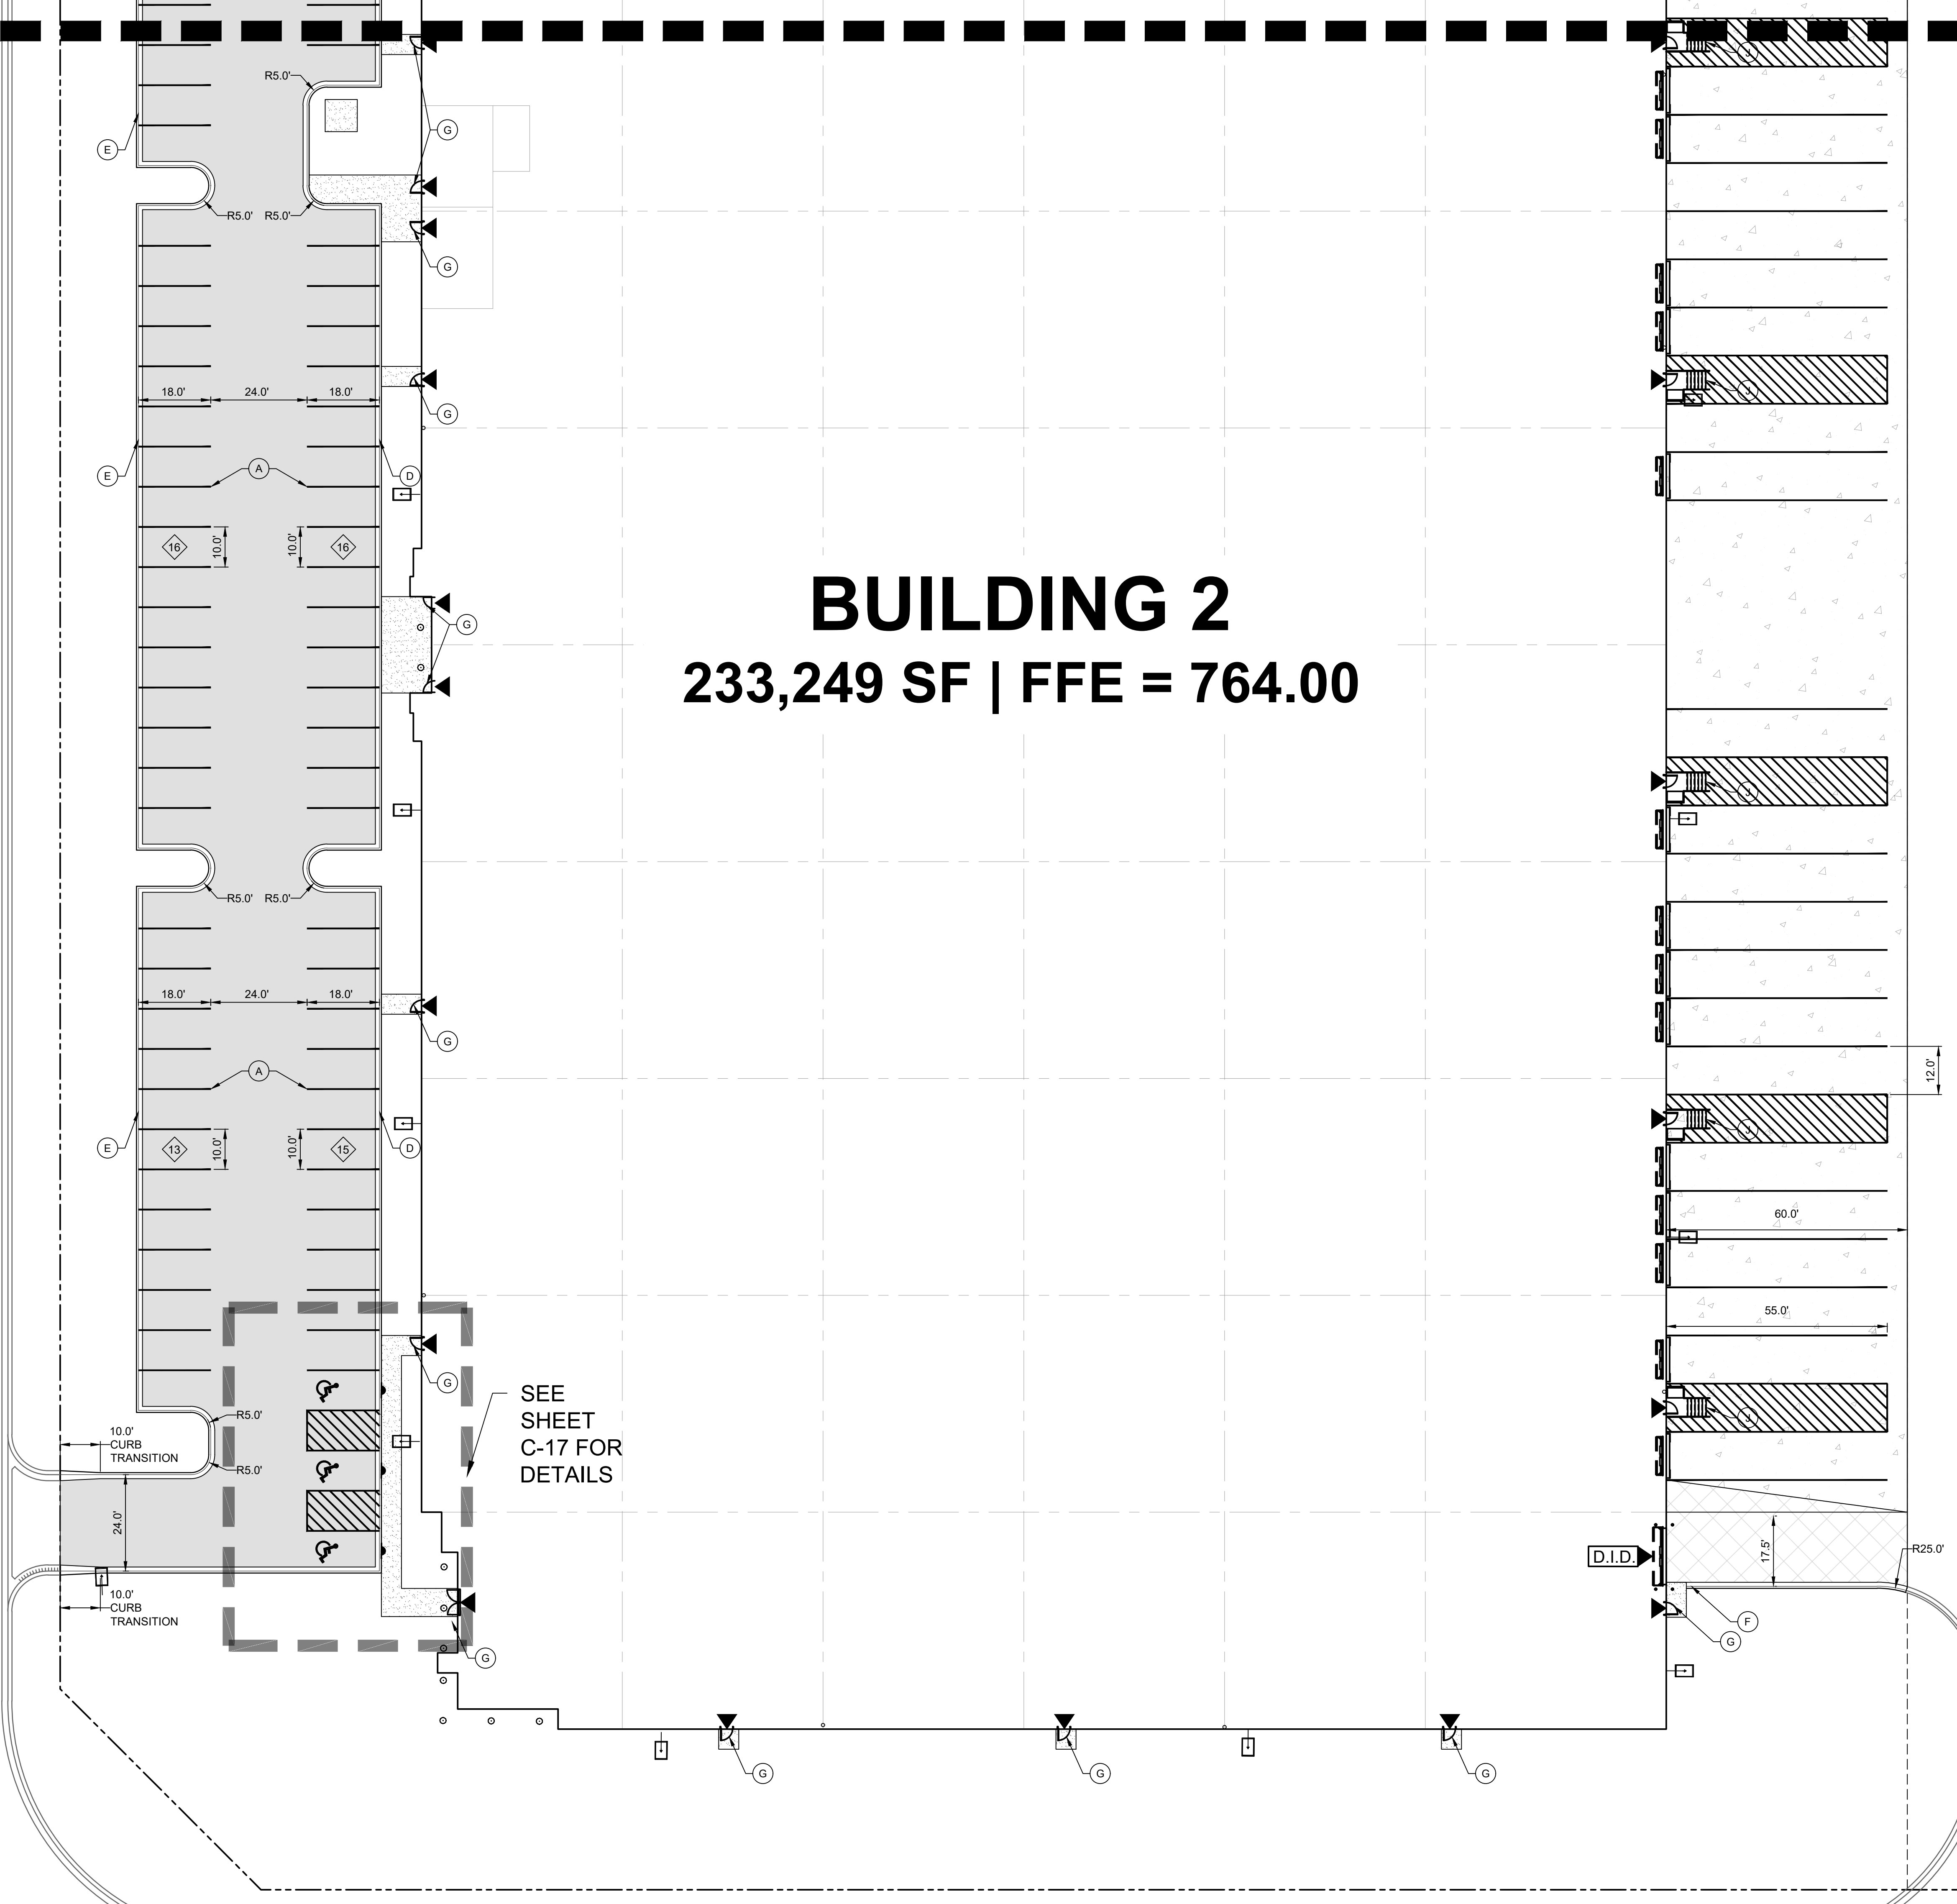 J
R5.0'
G
E
R5.0' R5.0'
G
18.0' 24.0' 18.0'
J
G
A
E
D
16 10.0' 10.0' 16
BUILDING 2
233,249 SF | FFE = 764.00
G
J
R5.0' R5.0'
18.0' 24.0' 18.0'
G
A
12.0'
J
E
13 10.0' 10.0' 15
D
60.0'
55.0'
G
SEE
SHEET
C-17 FOR
DETAILS
J
R5.0'
10.0'
CURB
TRANSITION
R5.0'
24.0'
17.5'
D.I.D.
R25.0'
10.0'
CURB
TRANSITION
F
G
G
G
G
G